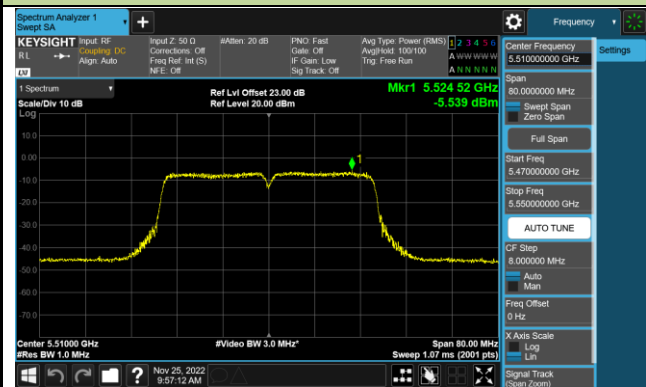 Spectrum Analyzer 1
Swept SA
Frequency
KEYSIGHT
RL
LXI
Input: RF
Coupling: DC
Align: Auto
Input Z: 50 Ω
Corrections: Off
Freq Ref: Int (S)
NFE: Off
#Atten: 20 dB
PNO: Fast
Gate: Off
IF Gain: Low
Sig Track: Off
Avg Type: Power (RMS)
Avg|Hold: 100/100
Trig: Free Run
1 2 3 4 5 6
A W W W W W
A N N N N N
1 Spectrum
Scale/Div 10 dB
Log
Ref Lvl Offset 23.00 dB
Ref Level 20.00 dBm
Mkr1 5.524 52 GHz
-5.539 dBm
10.0
0.00
-10.0
-20.0
-30.0
-40.0
-50.0
-60.0
-70.0
1
Center 5.51000 GHz
#Res BW 1.0 MHz
#Video BW 3.0 MHz*
Span 80.00 MHz
Sweep 1.07 ms (2001 pts)
Nov 25, 2022
9:57:12 AM
Center Frequency
5.510000000 GHz
Settings
Span
80.0000000 MHz
Swept Span
Zero Span
Full Span
Start Freq
5.470000000 GHz
Stop Freq
5.550000000 GHz
AUTO TUNE
CF Step
8.000000 MHz
Auto
Man
Freq Offset
0 Hz
X Axis Scale
Log
Lin
Signal Track
(Span Zoom)